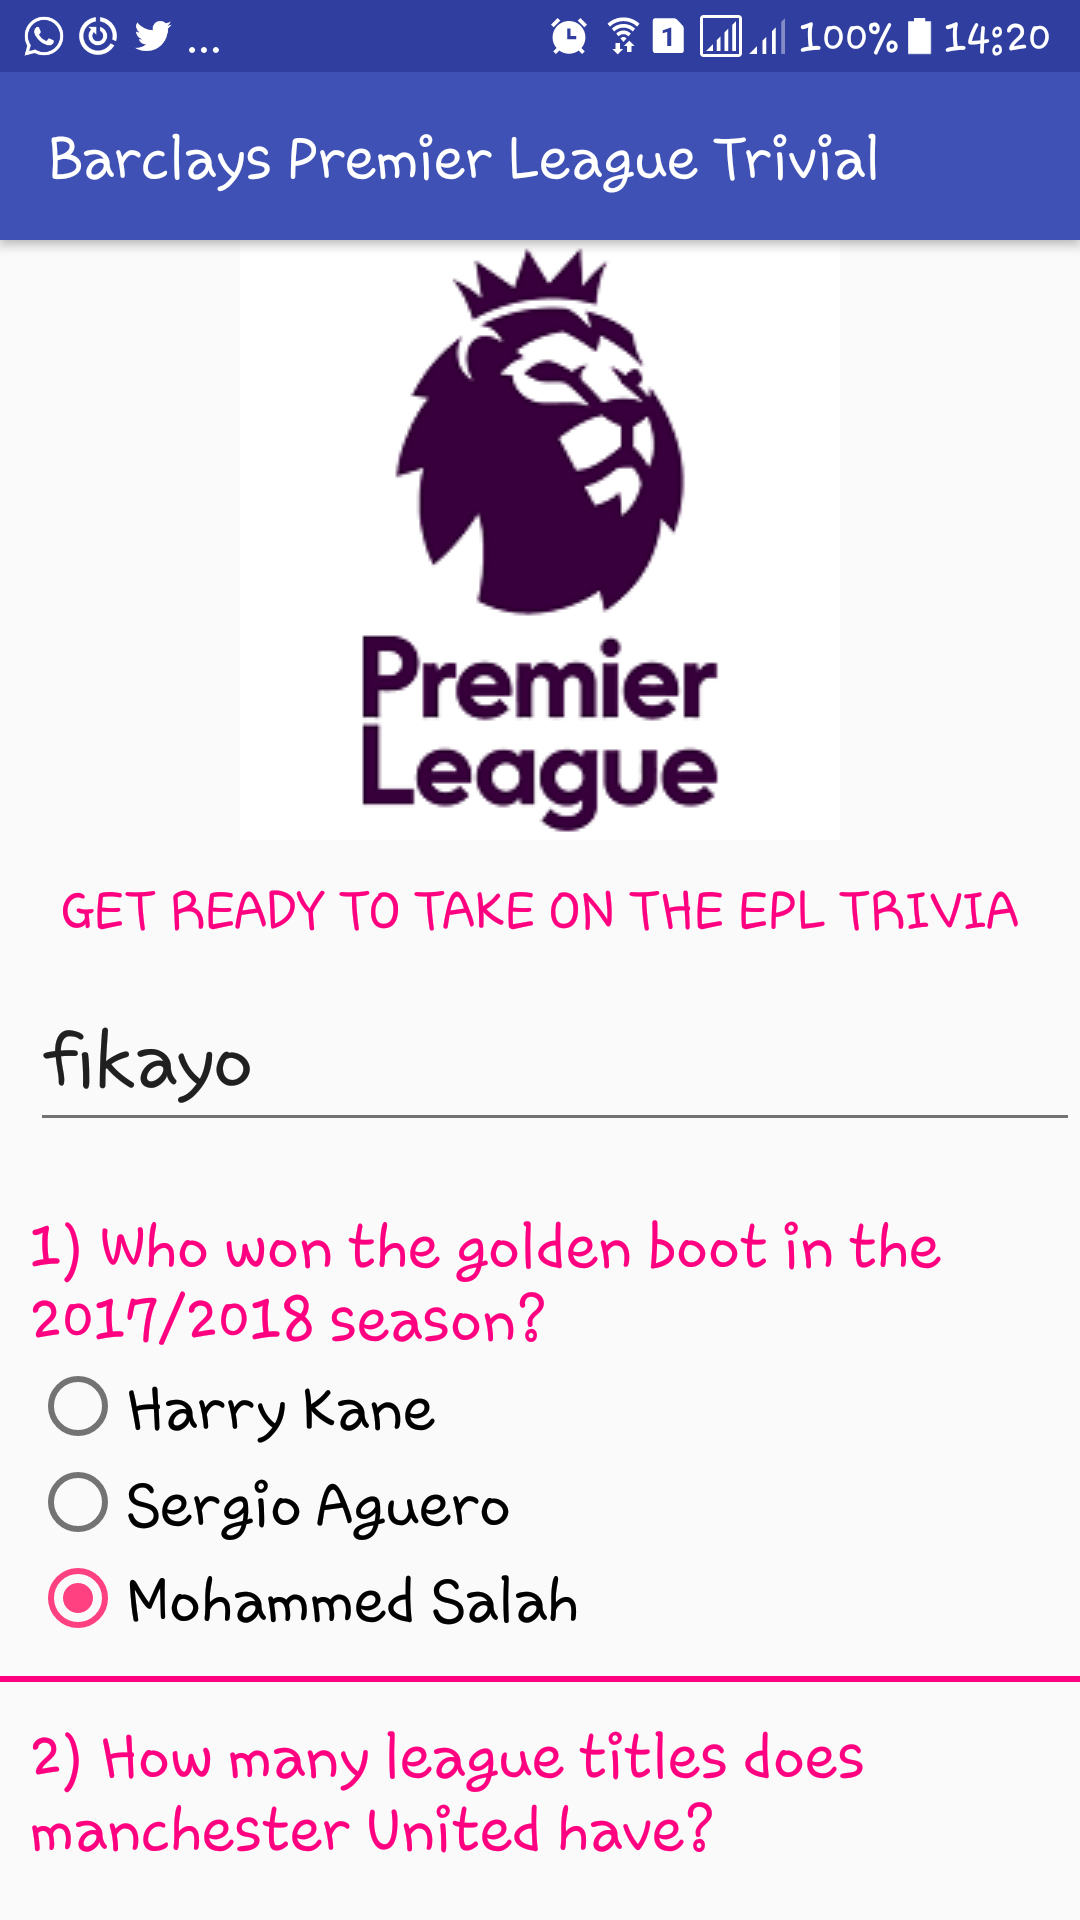 ... 1 100% 14:20
Barclays Premier League Trivial
Premier
League
GET READY TO TAKE ON THE EPL TRIVIA
fikayo
1) Who won the golden boot in the
2017/2018 season?
Harry Kane
Sergio Aguero
Mohammed Salah
2) How many league titles does
manchester United have?